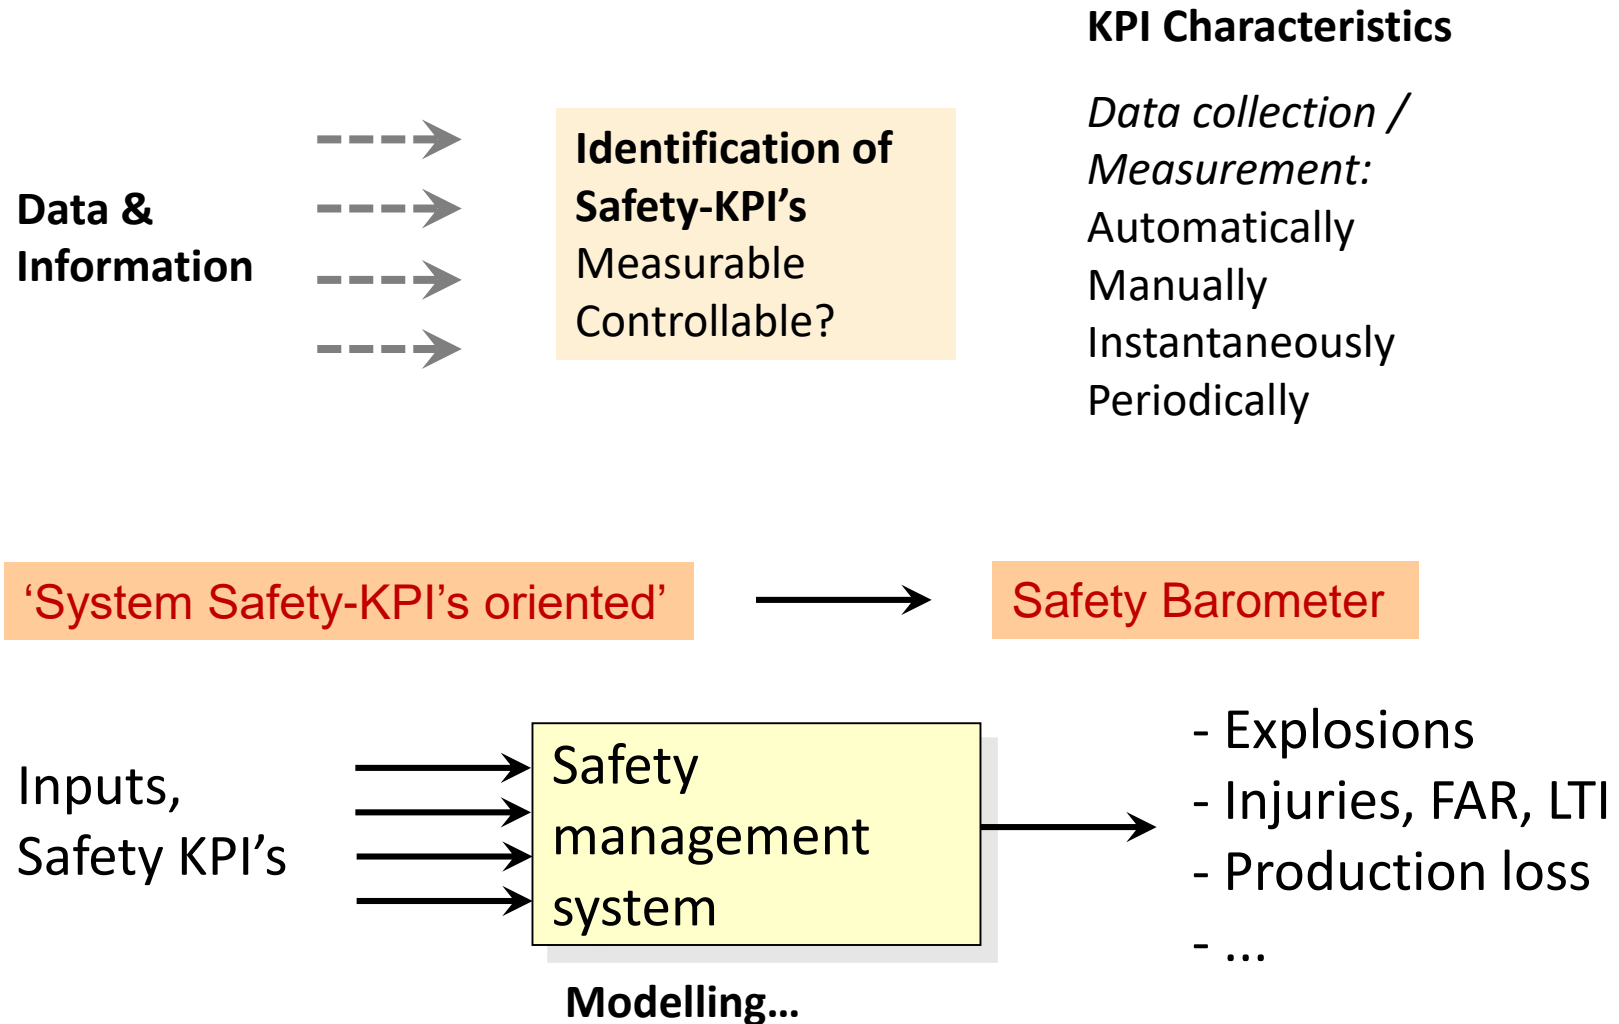 KPI Characteristics
Data collection /
Measurement:
Automatically
Manually
Instantaneously
Periodically
Data &
Information
Identification of
Safety-KPI’s
Measurable
Controllable?
‘System Safety-KPI’s oriented’
Safety Barometer
Inputs,
Safety KPI’s
Safety
management
system
Modelling...
- Explosions
- Injuries, FAR, LTI
- Production loss
- ...